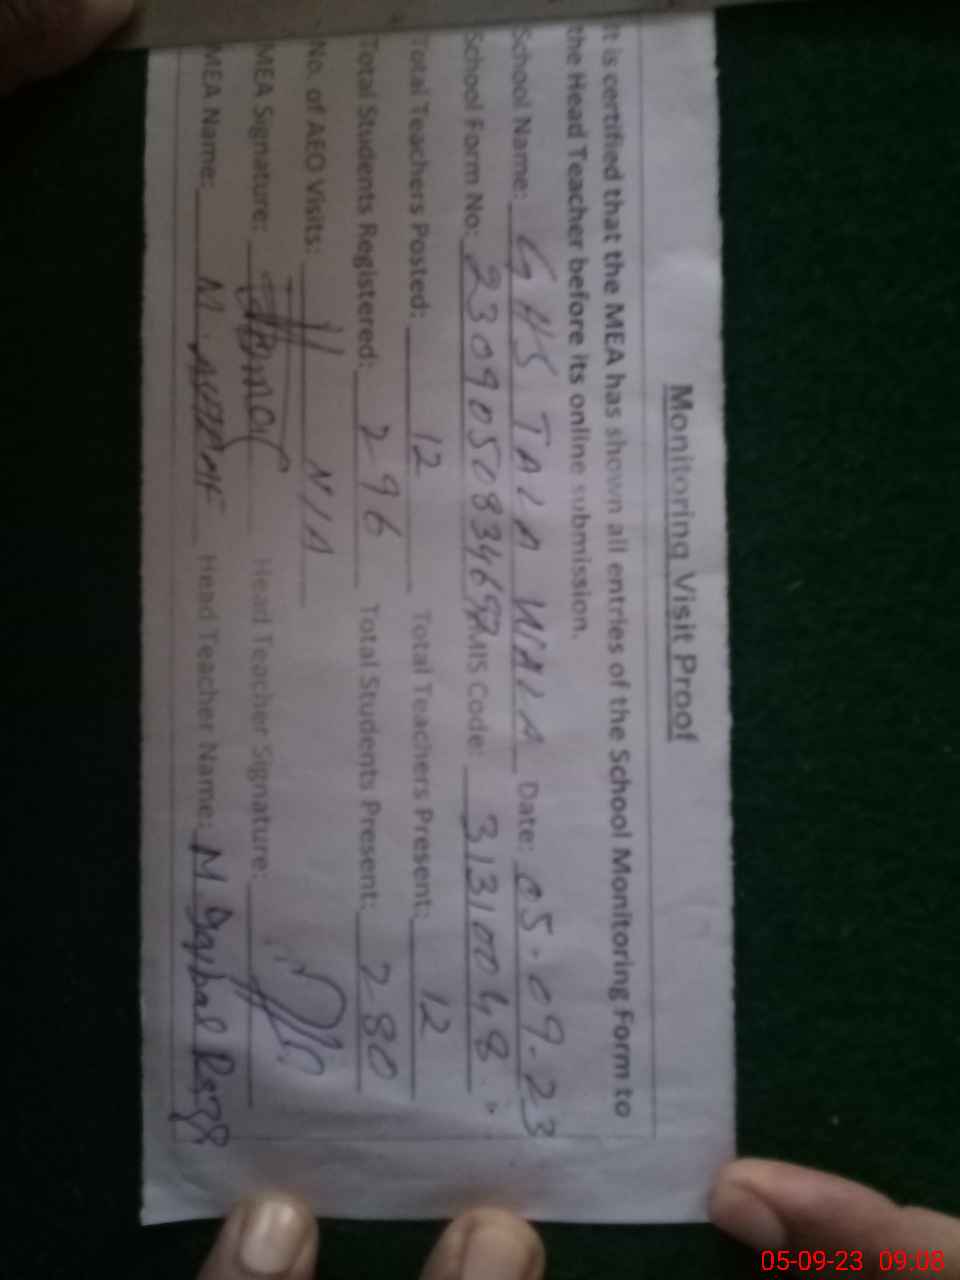 Monitoring Visit Proof
It is certified that the MEA has shown all entries of the School Monitoring Form to
the Head Teacher before its online submission.
School Name: GHS TALA WALA Date: 05-09-23
School Form No: MIS Code: 31310048
Total Teachers Posted: 12 Total Teachers Present: 12
Total Students Registered: 296 Total Students Present: 280
No. of AEO Visits: N/A
MEA Signature: Head Teacher Signature:
MEA Name: M. Head Teacher Name: M
05-09-23 09:08